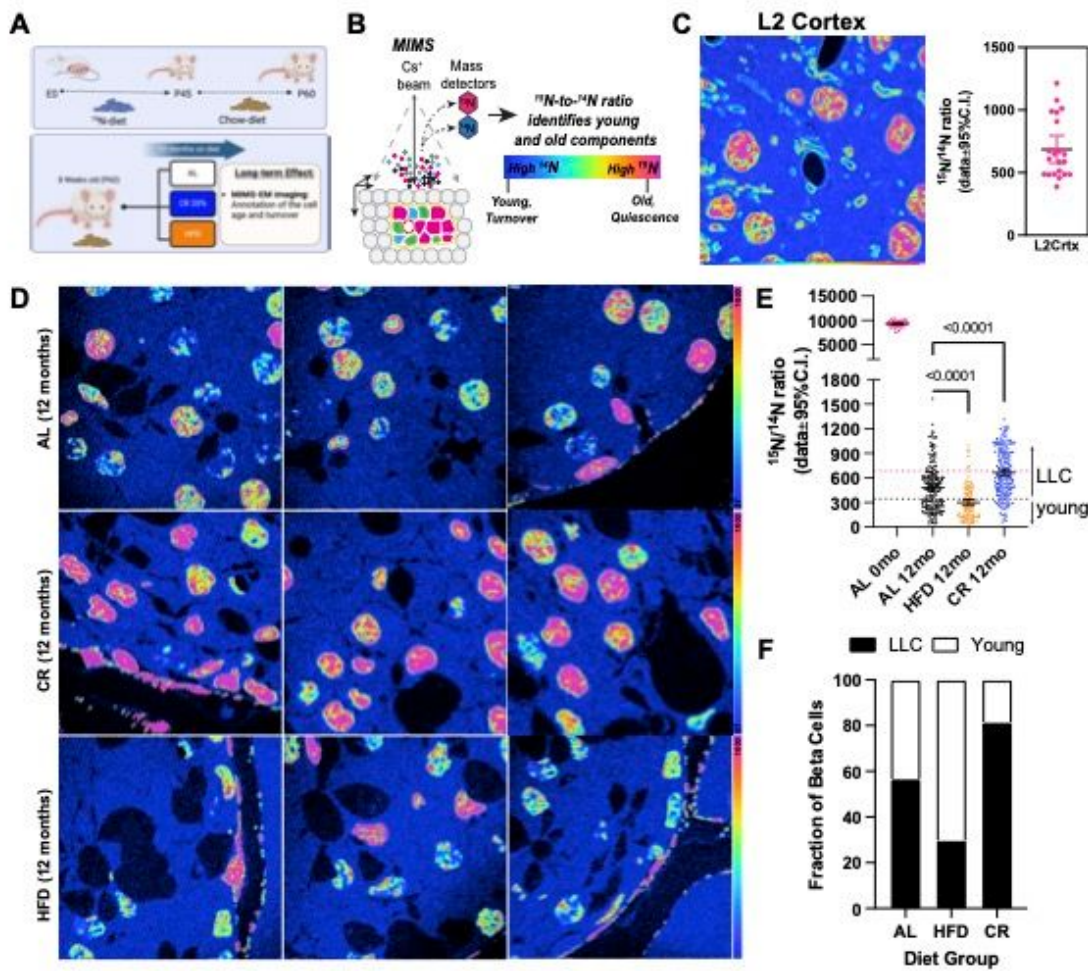 A
E0
P45
P60
¹⁵N-diet
Chow-diet
AL
CR 20%
HFD
Long-term Effect
MIMS-EM imaging:
Annotation of the cell
age and turnover
B
MIMS
Cs⁺
beam
Mass
detectors
¹⁵N
¹⁴N
¹⁵N-to-¹⁴N ratio
identifies young
and old components
High ¹⁴N
High ¹⁵N
Young,
Turnover
Old,
Quiescence
C
L2 Cortex
¹⁵N/¹⁴N ratio
(data±95%C.I.)
1500
1000
500
0
L2Crtx
D
AL (12 months)
CR (12 months)
HFD (12 months)
E
¹⁵N/¹⁴N ratio
(data±95%C.I.)
15000
10000
5000
1800
1500
1200
900
600
300
0
<0.0001
<0.0001
LLC
young
AL 0mo
AL 12mo
HFD 12mo
CR 12mo
F
LLC
Young
Fraction of Beta Cells
100
80
60
40
20
0
AL
HFD
CR
Diet Group